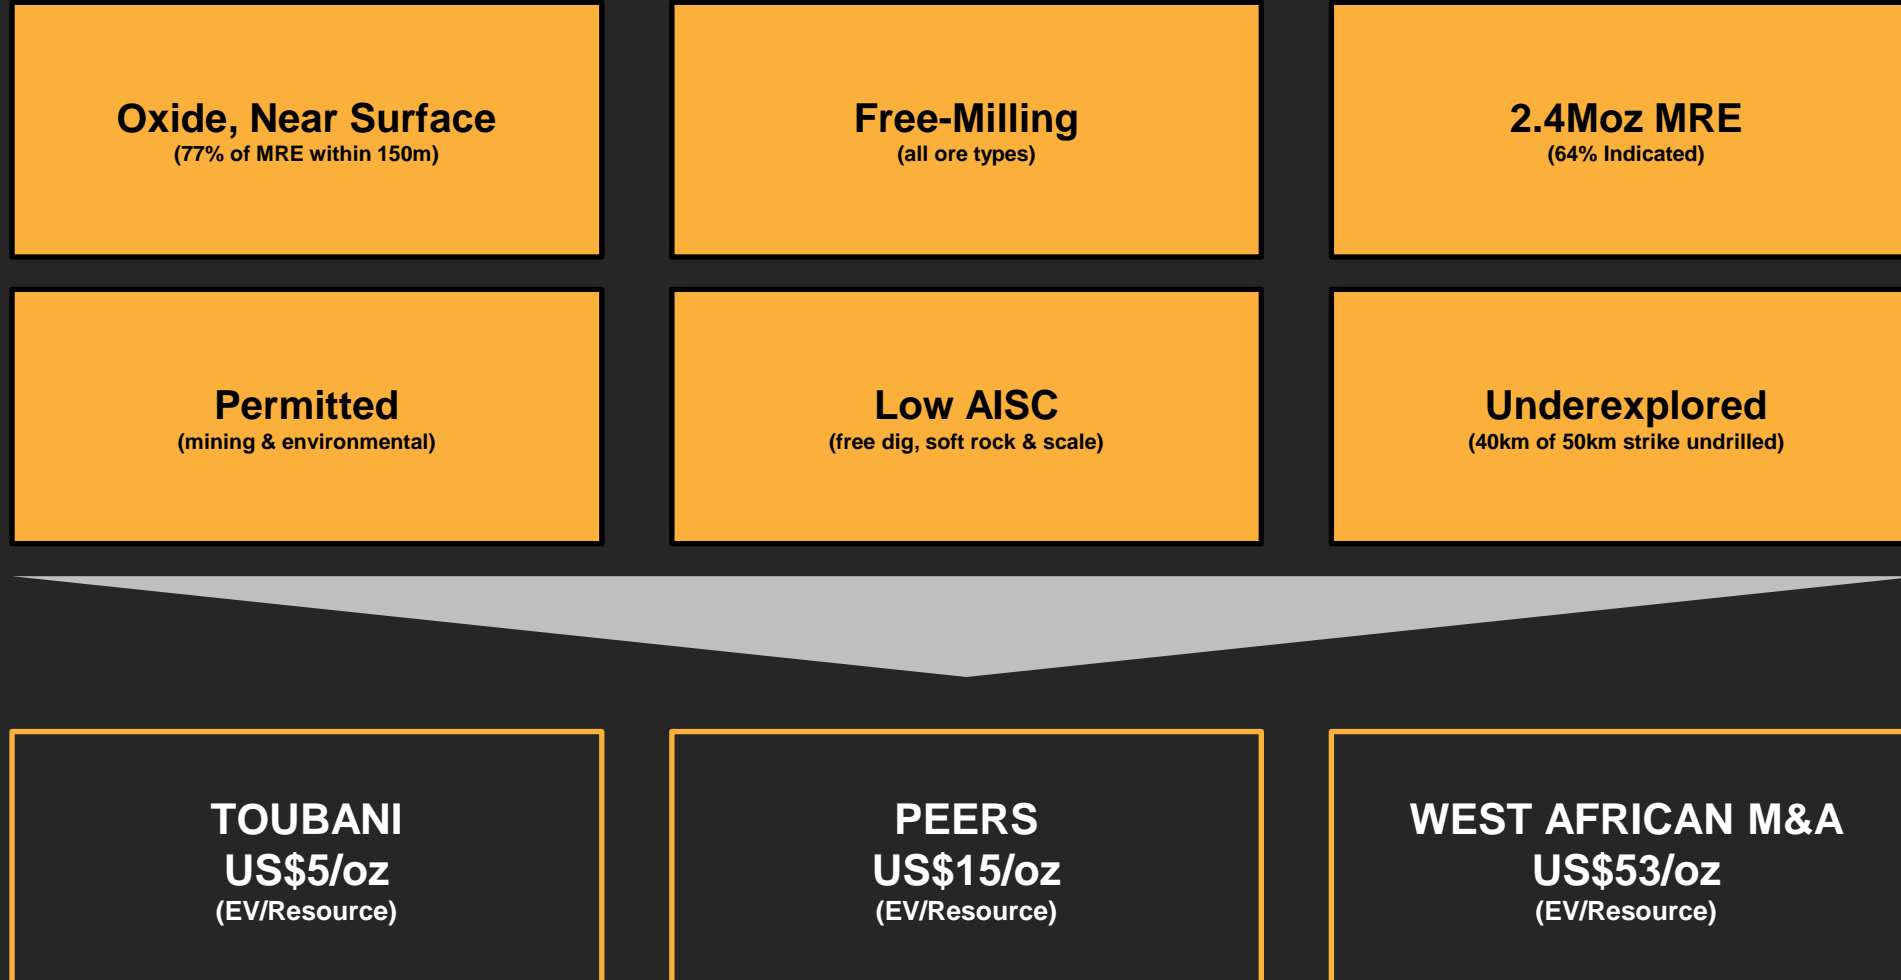 Oxide, Near Surface
(77% of MRE within 150m)
Free-Milling
(all ore types)
2.4Moz MRE
(64% Indicated)
Permitted
(mining & environmental)
Low AISC
(free dig, soft rock & scale)
Underexplored
(40km of 50km strike undrilled)
TOUBANI
US$5/oz
(EV/Resource)
PEERS
US$15/oz
(EV/Resource)
WEST AFRICAN M&A
US$53/oz
(EV/Resource)